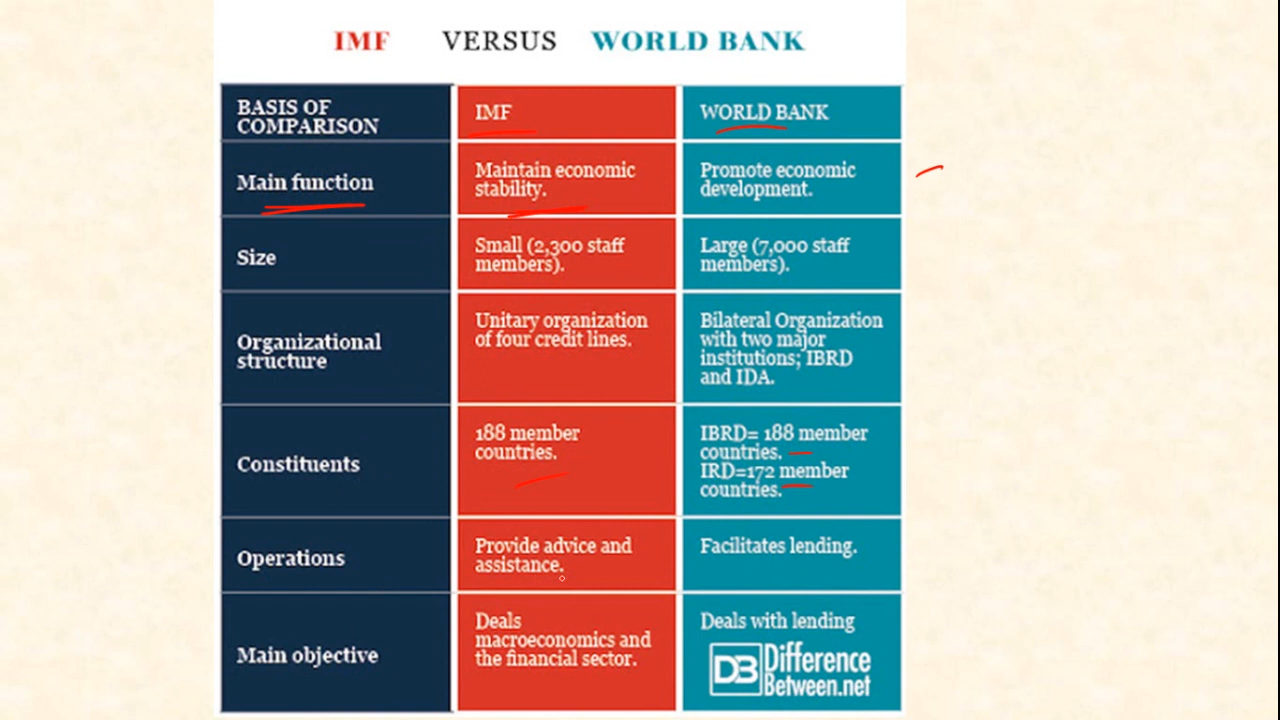 IMF VERSUS WORLD BANK
BASIS OF
COMPARISON
IMF
WORLD BANK
Main function
Maintain economic
stability.
Promote economic
development.
Size
Small (2,300 staff
members).
Large (7,000 staff
members).
Organizational
structure
Unitary organization
of four credit lines.
Bilateral Organization
with two major
institutions; IBRD
and IDA.
Constituents
188 member
countries.
IBRD= 188 member
countries.
IRD=172 member
countries.
Operations
Provide advice and
assistance.
Facilitates lending.
Main objective
Deals
macroeconomics and
the financial sector.
Deals with lending
DB Difference
Between.net